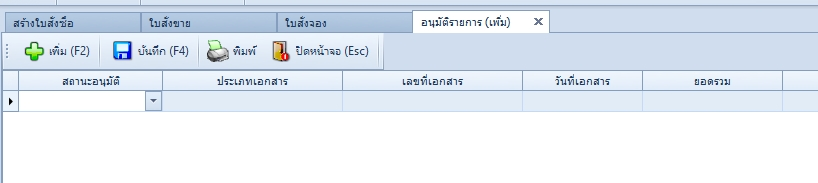 สร้างใบสั่งซื้อ ใบสั่งขาย ใบสั่งจอง อนุมัติรายการ (เพิ่ม)
เพิ่ม (F2) บันทึก (F4) พิมพ์ ปิดหน้าจอ (Esc)
สถานะอนุมัติ ประเภทเอกสาร เลขที่เอกสาร วันที่เอกสาร ยอดรวม